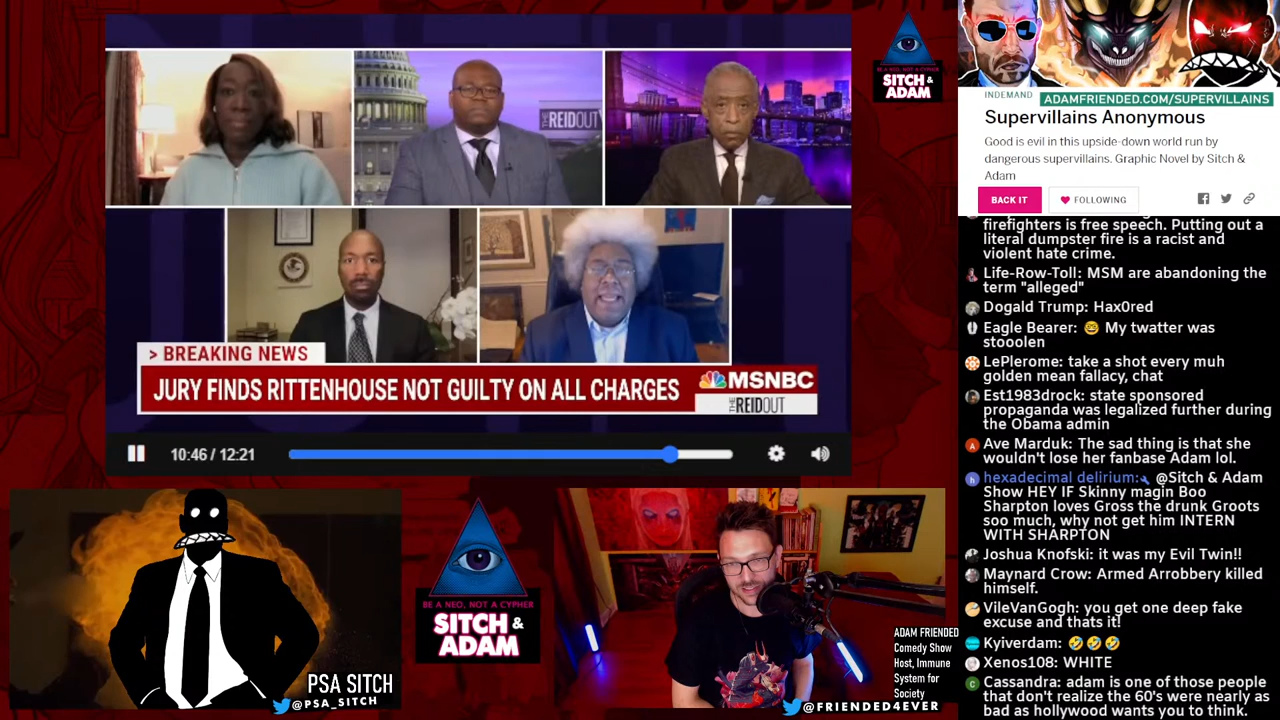 THE REIDOUT
BE A NEO, NOT A CYPHER
SITCH &
ADAM
> BREAKING NEWS
JURY FINDS RITTENHOUSE NOT GUILTY ON ALL CHARGES
MSNBC
THE REIDOUT
10:46 / 12:21
INDEMAND
ADAMFRIENDED.COM/SUPERVILLAINS
Supervillains Anonymous
Good is evil in this upside-down world run by
dangerous supervillains. Graphic Novel by Sitch &
Adam
BACK IT
FOLLOWING
firefighters is free speech. Putting out a
literal dumpster fire is a racist and
violent hate crime.
Life-Row-Toll: MSM are abandoning the
term "alleged"
Dogald Trump: Hax0red
Eagle Bearer: 🤓 My twatter was
stooolen
LePlerome: take a shot every muh
golden mean fallacy, chat
Est1983drock: state sponsored
propaganda was legalized further during
the Obama admin
Ave Marduk: The sad thing is that she
wouldn't lose her fanbase Adam lol.
hexadecimal delirium: @Sitch & Adam
Show HEY IF Skinny magin Boo
Sharpton loves Gross the drunk Groots
soo much, why not get him INTERN
WITH SHARPTON
Joshua Knofski: it was my Evil Twin!!
Maynard Crow: Armed Arrobbery killed
himself.
VileVanGogh: you get one deep fake
excuse and thats it!
Kyiverdam: 🤣🤣🤣
Xenos108: WHITE
Cassandra: adam is one of those people
that don't realize the 60's were nearly as
bad as hollywood wants you to think.
PSA SITCH
@PSA_SITCH
BE A NEO, NOT A CYPHER
SITCH &
ADAM
ADAM FRIENDED
Comedy Show
Host, Immune
System for
Society
@FRIENDED4EVER